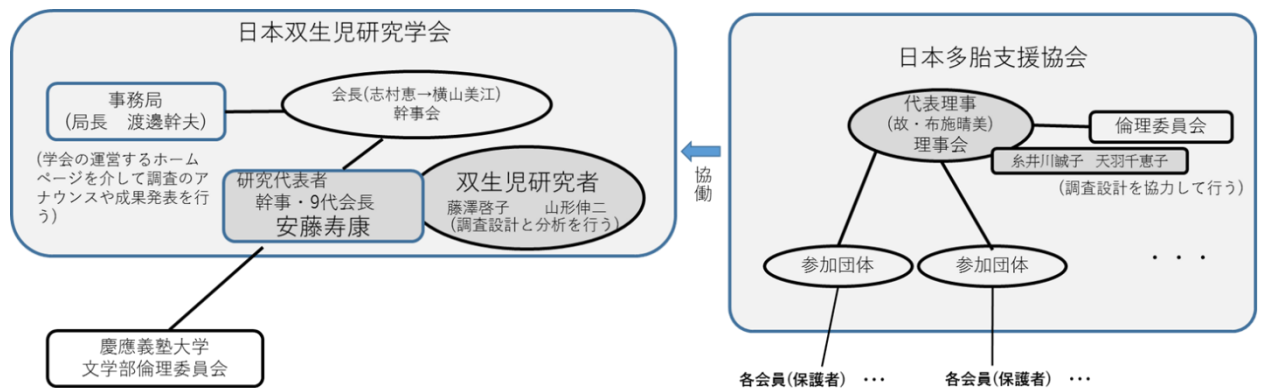 日本双生児研究学会
事務局
(局長　渡邊幹夫)
会長(志村恵→横山美江)
幹事会
(学会の運営するホーム
ページを介して調査のア
ナウンスや成果発表を行
う)
研究代表者
幹事・9代会長
安藤寿康
双生児研究者
藤澤啓子　山形伸二
(調査設計と分析を行う)
慶應義塾大学
文学部倫理委員会
協働
日本多胎支援協会
代表理事
(故・布施晴美)
理事会
倫理委員会
糸井川誠子　天羽千恵子
(調査設計を協力して行う)
参加団体
参加団体
・・・
各会員(保護者)　・・・
各会員(保護者)　・・・